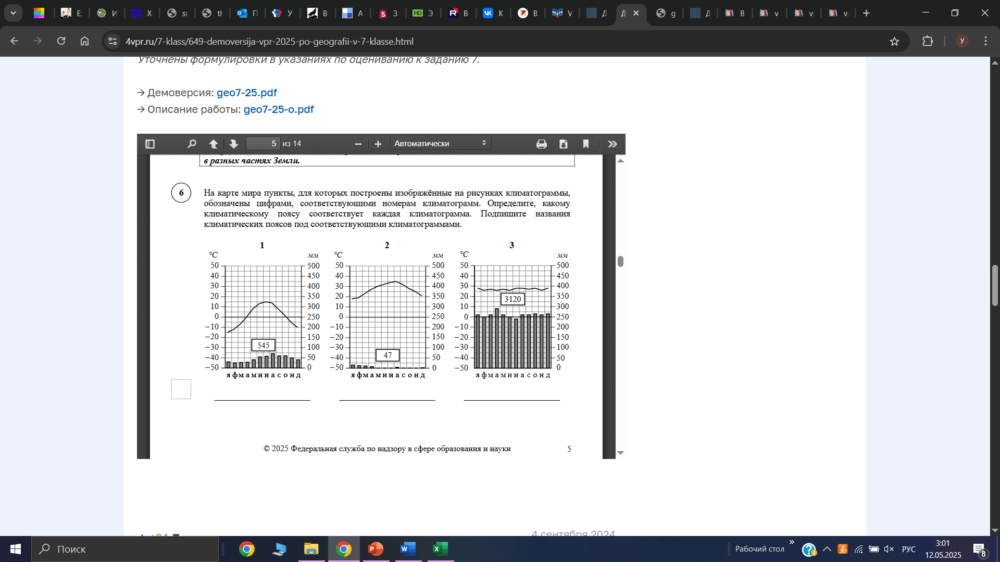 E
И
CD
X
su
th
П
У
В
А
S
З
HD
Э
В
К
В
V
Д
Д
g
Д
В
v
v
v
4vpr.ru/7-klass/649-demoversija-vpr-2025-po-geografii-v-7-klasse.html
У
Уточнены формулировки в указаниях по оцениванию к заданию 7.
→ Демоверсия: geo7-25.pdf
→ Описание работы: geo7-25-o.pdf
5 из 14
Автоматически
в разных частях Земли.
6
На карте мира пункты, для которых построены изображённые на рисунках климатограммы,
обозначены цифрами, соответствующими номерам климатограмм. Определите, какому
климатическому поясу соответствует каждая климатограмма. Подпишите названия
климатических поясов под соответствующими климатограммами.
1
°C
мм
50
40
30
20
10
0
−10
−20
−30
−40
−50
500
450
400
350
300
250
200
150
100
50
0
545
я ф м а м и и а с о н д
2
°C
мм
50
40
30
20
10
0
−10
−20
−30
−40
−50
500
450
400
350
300
250
200
150
100
50
0
47
я ф м а м и и а с о н д
3
°C
мм
50
40
30
20
10
0
−10
−20
−30
−40
−50
500
450
400
350
300
250
200
150
100
50
0
3120
я ф м а м и и а с о н д
© 2025 Федеральная служба по надзору в сфере образования и науки
5
4 сентября 2024
Поиск
Рабочий стол
»
РУС
3:01
12.05.2025
8